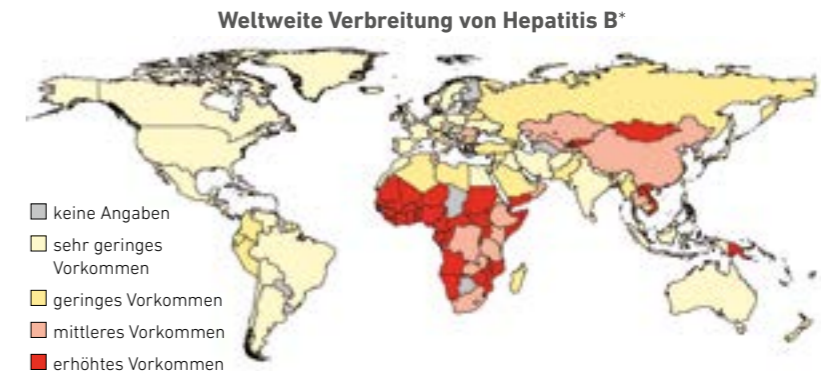 Weltweite Verbreitung von Hepatitis B*
keine Angaben
sehr geringes
Vorkommen
geringes Vorkommen
mittleres Vorkommen
erhöhtes Vorkommen